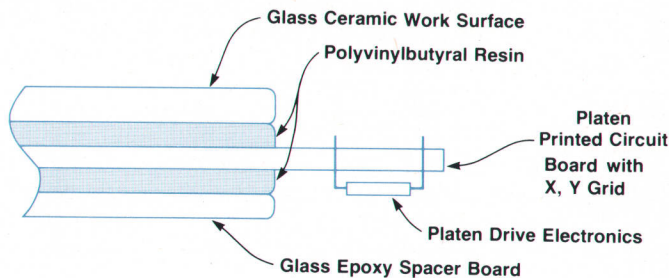 Glass Ceramic Work Surface
Polyvinylbutyral Resin
Platen
Printed Circuit
Board with
X, Y Grid
Platen Drive Electronics
Glass Epoxy Spacer Board